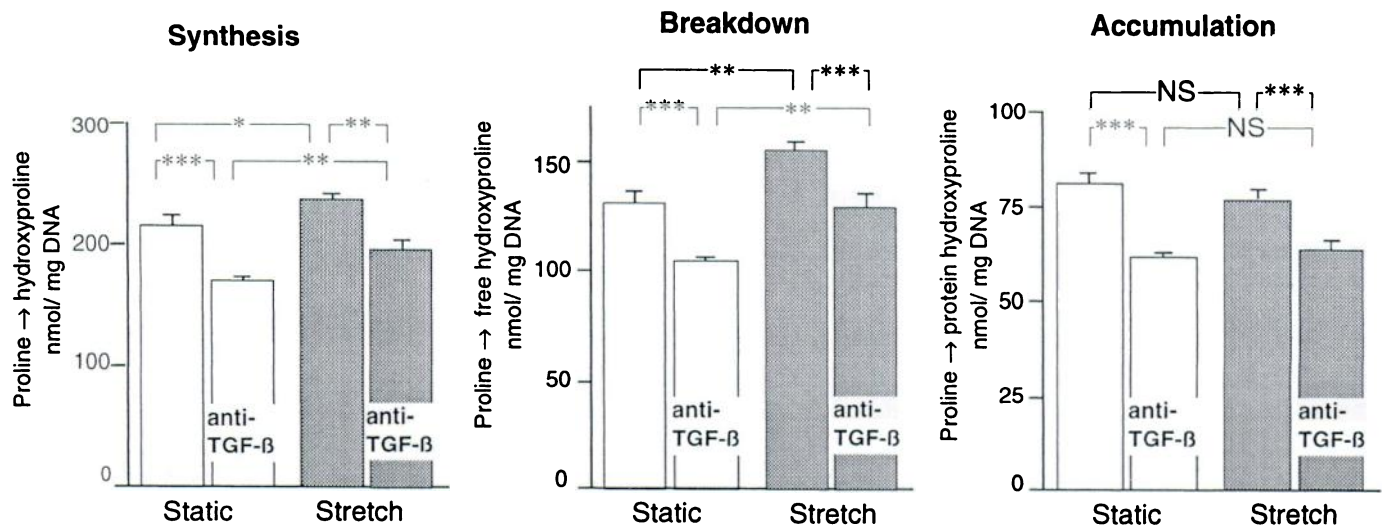 Synthesis
Proline → hydroxyproline
nmol/ mg DNA
300
200
100
0
*
**
***
**
anti-
TGF-ß
anti-
TGF-ß
Static
Stretch
Breakdown
Proline → free hydroxyproline
nmol/ mg DNA
150
100
50
0
**
***
***
**
anti-
TGF-ß
anti-
TGF-ß
Static
Stretch
Accumulation
Proline → protein hydroxyproline
nmol/ mg DNA
100
75
50
25
0
NS
***
***
NS
anti-
TGF-ß
anti-
TGF-ß
Static
Stretch